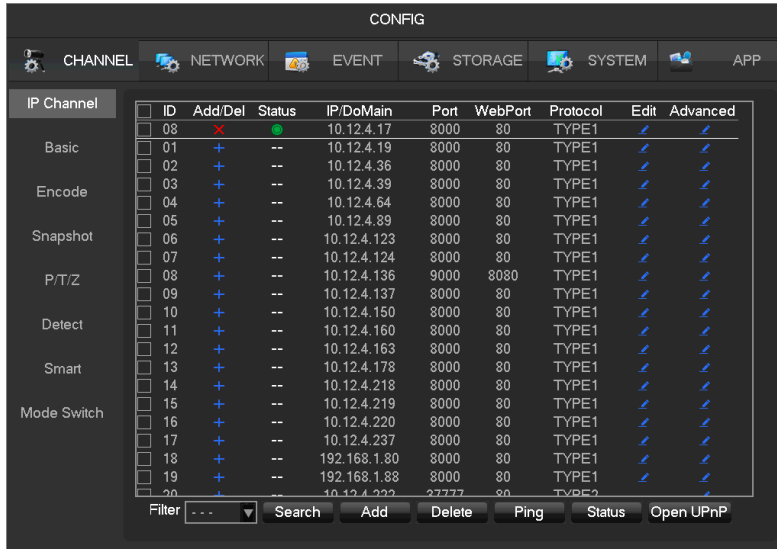 CONFIG
CHANNEL NETWORK EVENT STORAGE SYSTEM APP
IP Channel
Basic
Encode
Snapshot
P/T/Z
Detect
Smart
Mode Switch
ID Add/Del Status IP/DoMain Port WebPort Protocol Edit Advanced
08 10.12.4.17 8000 80 TYPE1
01 + -- 10.12.4.19 8000 80 TYPE1
02 + -- 10.12.4.36 8000 80 TYPE1
03 + -- 10.12.4.39 8000 80 TYPE1
04 + -- 10.12.4.64 8000 80 TYPE1
05 + -- 10.12.4.89 8000 80 TYPE1
06 + -- 10.12.4.123 8000 80 TYPE1
07 + -- 10.12.4.124 8000 80 TYPE1
08 + -- 10.12.4.136 9000 8080 TYPE1
09 + -- 10.12.4.137 8000 80 TYPE1
10 + -- 10.12.4.150 8000 80 TYPE1
11 + -- 10.12.4.160 8000 80 TYPE1
12 + -- 10.12.4.163 8000 80 TYPE1
13 + -- 10.12.4.178 8000 80 TYPE1
14 + -- 10.12.4.218 8000 80 TYPE1
15 + -- 10.12.4.219 8000 80 TYPE1
16 + -- 10.12.4.220 8000 80 TYPE1
17 + -- 10.12.4.237 8000 80 TYPE1
18 + -- 192.168.1.80 8000 80 TYPE1
19 + -- 192.168.1.88 8000 80 TYPE1
20 + -- 10.12.4.222 37777 80 TYPE2
Filter - - - Search Add Delete Ping Status Open UPnP